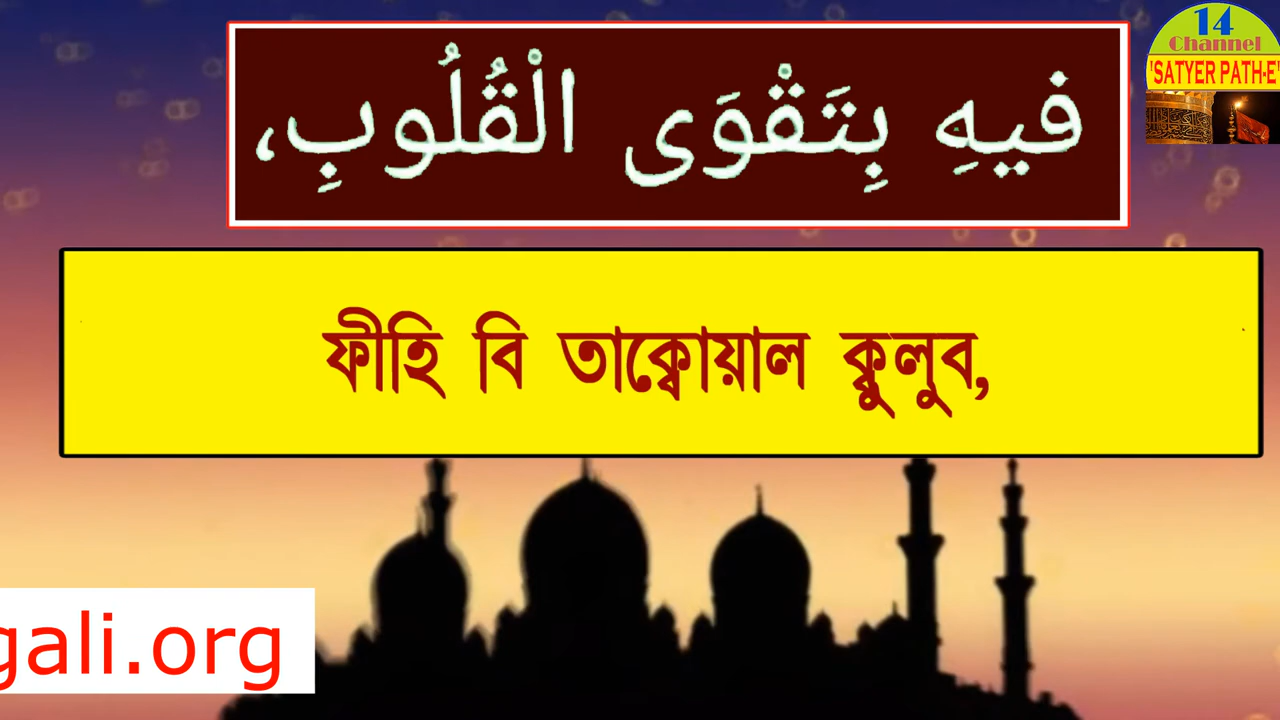 فيهِ بِتَقْوَى الْقُلُوبِ،
14
Channel
'SATYER PATH-E'
ফীহি বি তাক্বোয়াল ক্বুলুব,
gali.org